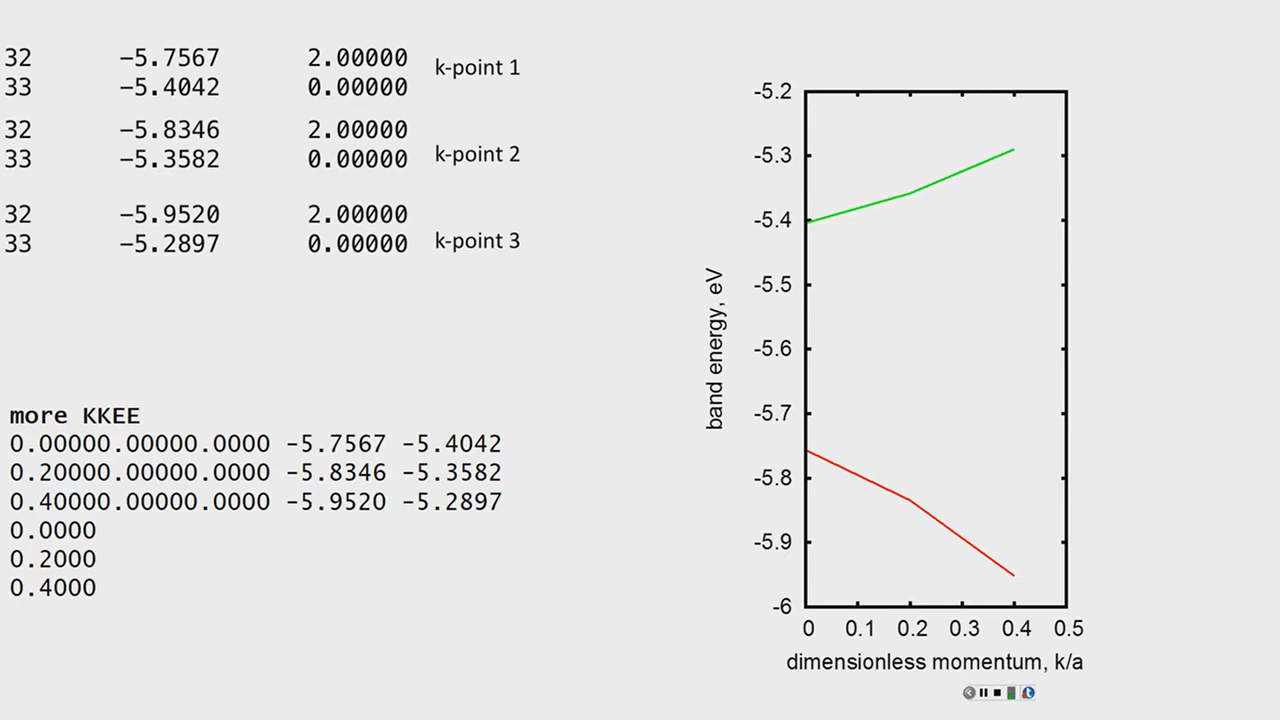 32 −5.7567 2.00000 k-point 1
33 −5.4042 0.00000
32 −5.8346 2.00000 k-point 2
33 −5.3582 0.00000
32 −5.9520 2.00000 k-point 3
33 −5.2897 0.00000
more KKEE
0.00000.00000.0000 -5.7567 -5.4042
0.20000.00000.0000 -5.8346 -5.3582
0.40000.00000.0000 -5.9520 -5.2897
0.0000
0.2000
0.4000
-5.2
-5.3
-5.4
-5.5
-5.6
-5.7
-5.8
-5.9
-6
band energy, eV
0 0.1 0.2 0.3 0.4 0.5
dimensionless momentum, k/a